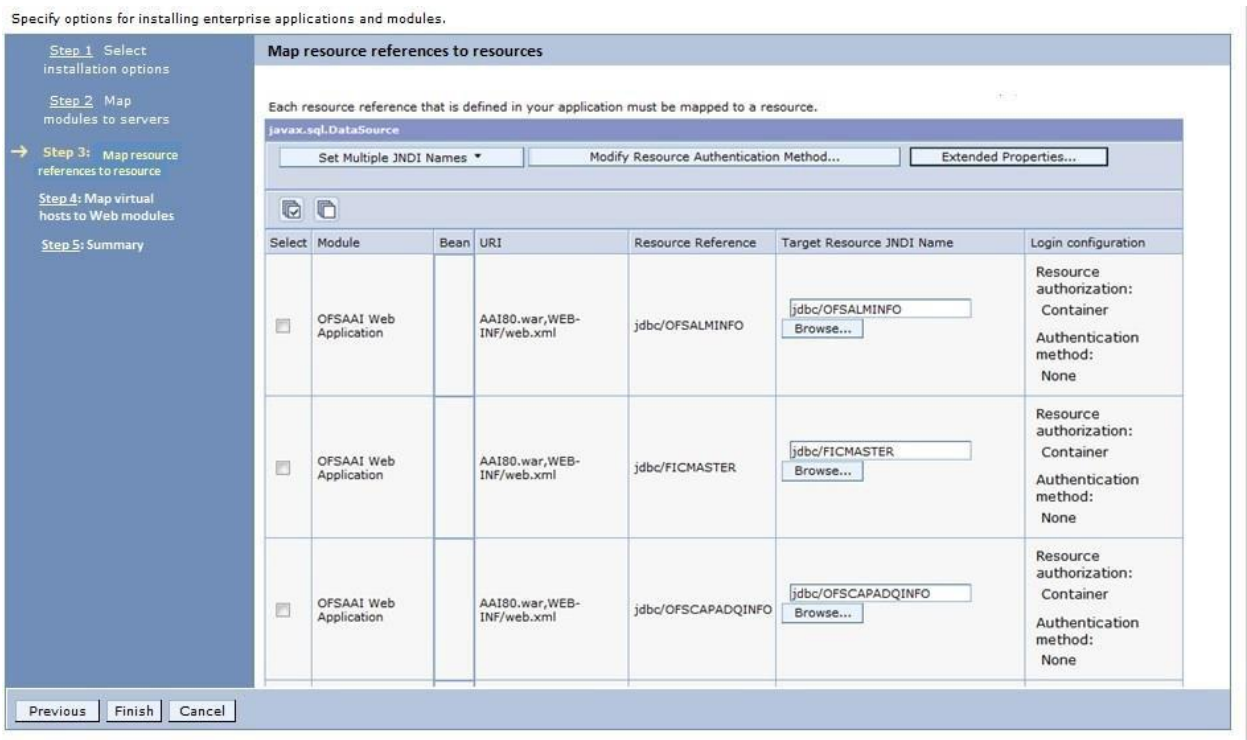 Specify options for installing enterprise applications and modules.
Step 1 Select
installation options
Step 2 Map
modules to servers
Step 3: Map resource
references to resource
Step 4: Map virtual
hosts to Web modules
Step 5: Summary
Map resource references to resources
Each resource reference that is defined in your application must be mapped to a resource.
javax.sql.DataSource
Set Multiple JNDI Names
Modify Resource Authentication Method...
Extended Properties...
Select Module Bean URI Resource Reference Target Resource JNDI Name Login configuration
OFSAAI Web
Application
AAI80.war,WEB-
INF/web.xml
jdbc/OFSALMINFO
jdbc/OFSALMINFO
Browse...
Resource
authorization:
Container
Authentication
method:
None
OFSAAI Web
Application
AAI80.war,WEB-
INF/web.xml
jdbc/FICMASTER
jdbc/FICMASTER
Browse...
Resource
authorization:
Container
Authentication
method:
None
OFSAAI Web
Application
AAI80.war,WEB-
INF/web.xml
jdbc/OFSCAPADQINFO
jdbc/OFSCAPADQINFO
Browse...
Resource
authorization:
Container
Authentication
method:
None
Previous Finish Cancel